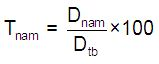 T_nam = D_nam / D_tb × 100